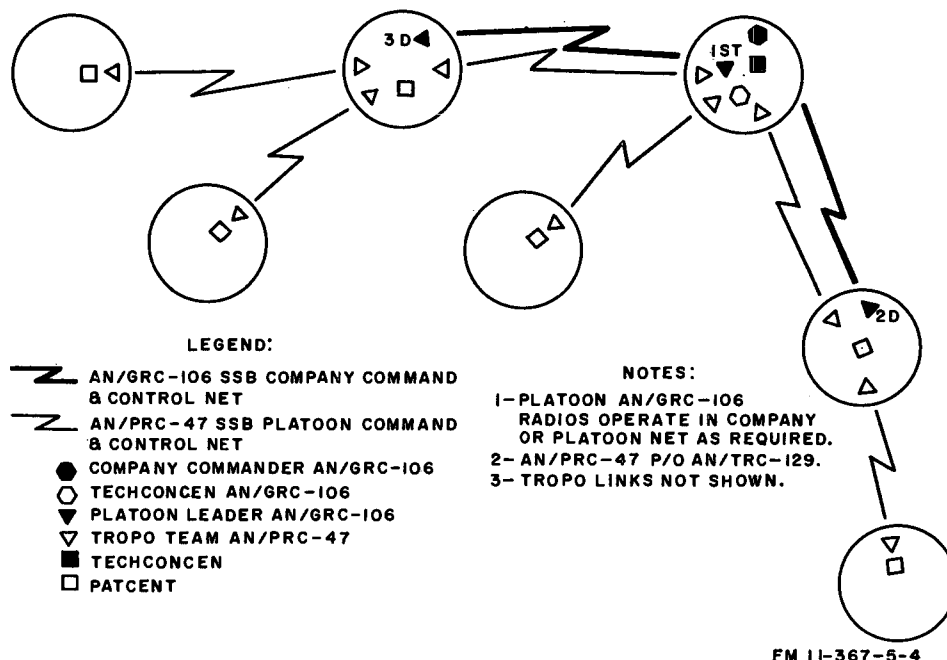 3D
1ST
2D
LEGEND:
AN/GRC-106 SSB COMPANY COMMAND
& CONTROL NET
AN/PRC-47 SSB PLATOON COMMAND
& CONTROL NET
COMPANY COMMANDER AN/GRC-106
TECHCONCEN AN/GRC-106
PLATOON LEADER AN/GRC-106
TROPO TEAM AN/PRC-47
TECHCONCEN
PATCENT
NOTES:
1-PLATOON AN/GRC-106
RADIOS OPERATE IN COMPANY
OR PLATOON NET AS REQUIRED.
2-AN/PRC-47 P/O AN/TRC-129.
3-TROPO LINKS NOT SHOWN.
FM 11-367-5-4